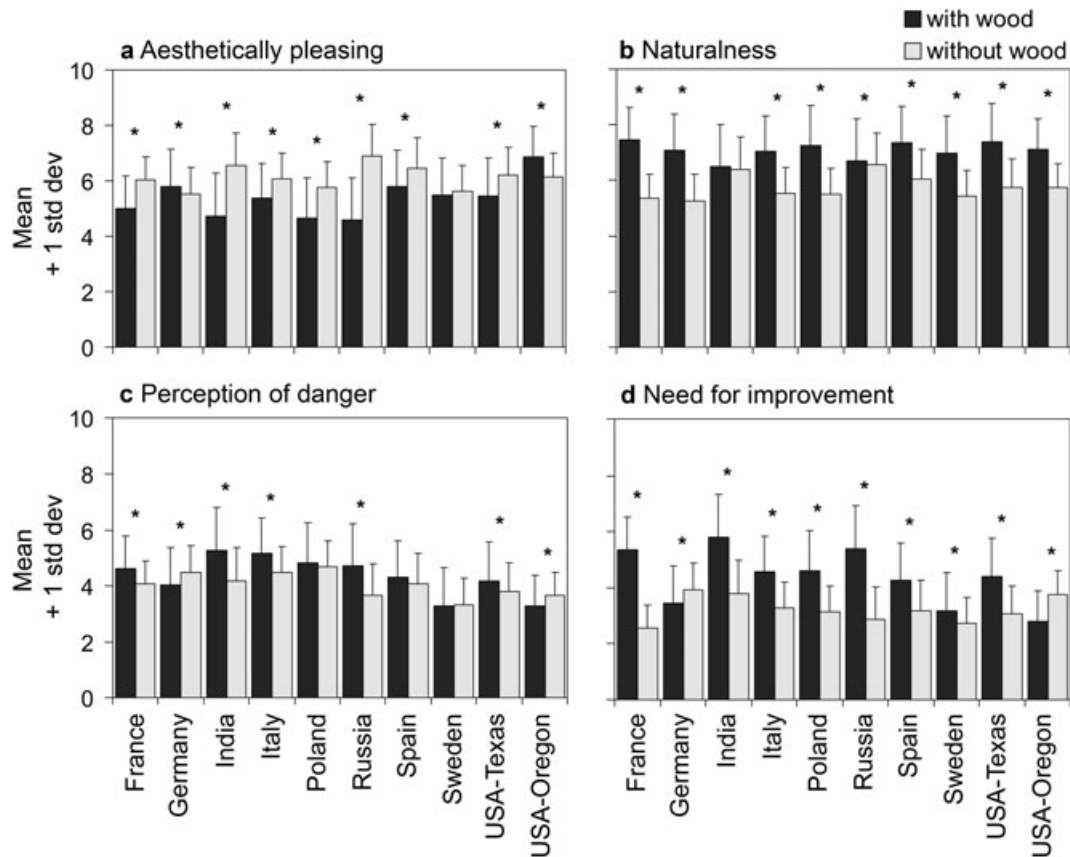 with wood
without wood
a Aesthetically pleasing
b Naturalness
Mean
+ 1 std dev
10
8
6
4
2
0
* * * * * * * * *
* * * * * * * * *
c Perception of danger
d Need for improvement
Mean
+ 1 std dev
10
8
6
4
2
0
* * * * * * *
* * * * * * * * * *
France
Germany
India
Italy
Poland
Russia
Spain
Sweden
USA-Texas
USA-Oregon
France
Germany
India
Italy
Poland
Russia
Spain
Sweden
USA-Texas
USA-Oregon